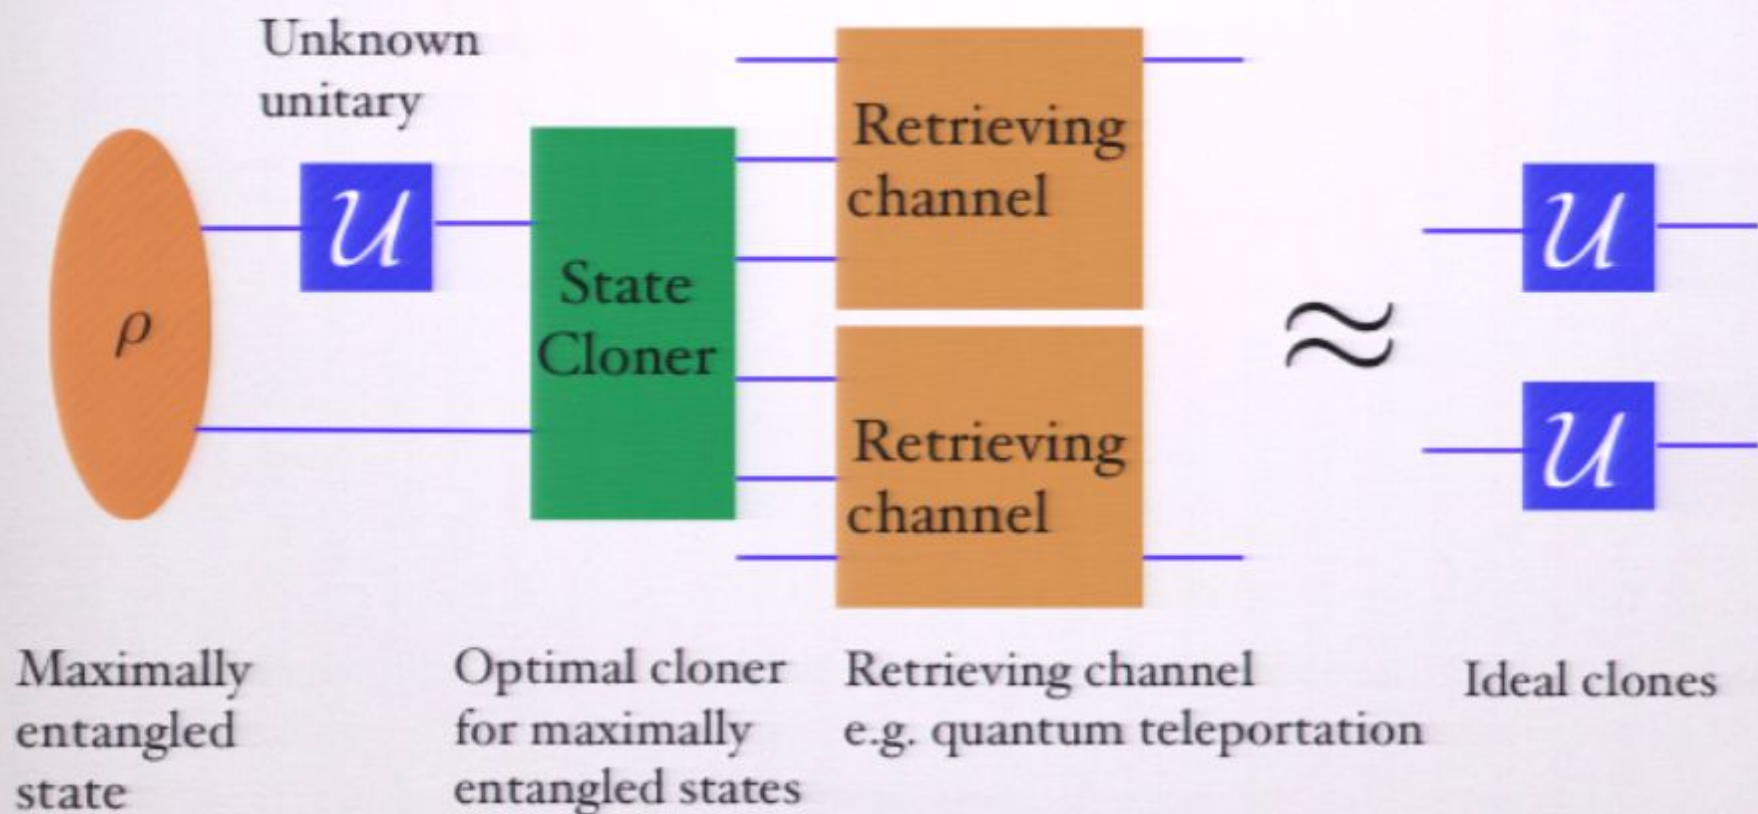 Unknown
unitary
𝒰
ρ
State
Cloner
Retrieving
channel
Retrieving
channel
≈
𝒰
𝒰
Maximally
entangled
state
Optimal cloner
for maximally
entangled states
Retrieving channel
e.g. quantum teleportation
Ideal clones